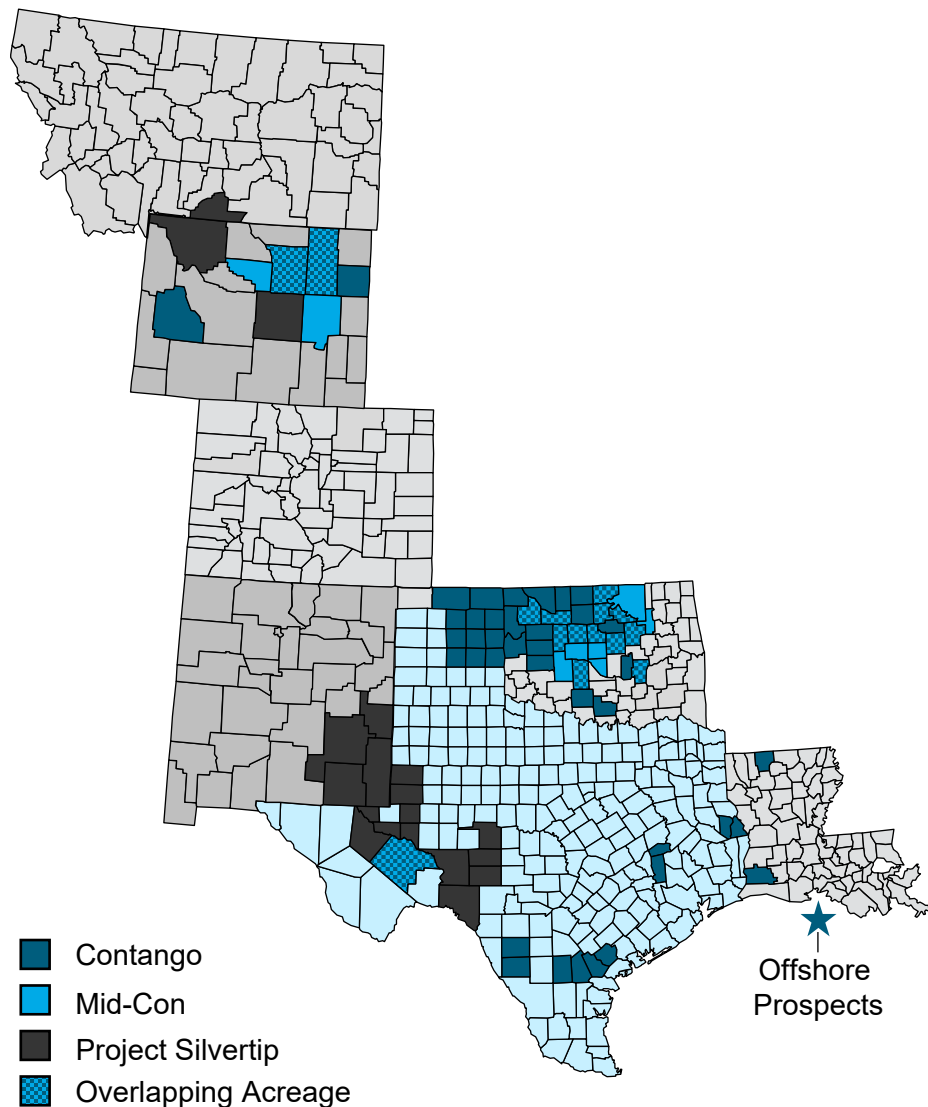 Contango
Mid-Con
Project Silvertip
Overlapping Acreage
Offshore
Prospects